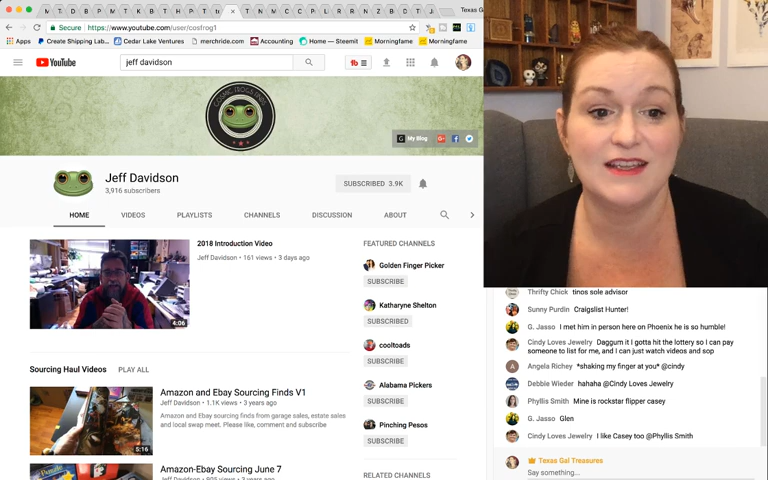 M T D B P M T K B T H P T to × T N M C C P L R R N Z B D T J
Texas G
Secure https://www.youtube.com/user/cosfrog1
Apps Create Shipping Lab... Cedar Lake Ventures merchride.com Accounting Home — Steemit Morningfame Morningfame
YouTube jeff davidson
My Blog
Jeff Davidson
3,916 subscribers
SUBSCRIBED 3.9K
HOME VIDEOS PLAYLISTS CHANNELS DISCUSSION ABOUT
2018 Introduction Video
Jeff Davidson • 161 views • 3 days ago
4:06
FEATURED CHANNELS
Golden Finger Picker
SUBSCRIBE
Katharyne Shelton
SUBSCRIBED
cooltoads
SUBSCRIBE
Alabama Pickers
SUBSCRIBE
Pinching Pesos
SUBSCRIBE
RELATED CHANNELS
Sourcing Haul Videos PLAY ALL
Amazon and Ebay Sourcing Finds V1
Jeff Davidson • 1.1K views • 3 years ago
Amazon and Ebay Sourcing finds from garage sales, estate sales
and local swap meet. Please like, comment and subscribe
5:16
Amazon-Ebay Sourcing June 7
Jeff Davidson • 905 views • 3 years ago
Thrifty Chick tinos sole advisor
Sunny Purdin Craigslist Hunter!
G. Jasso I met him in person here on Phoenix he is so humble!
Cindy Loves Jewelry Daggum it I gotta hit the lottery so I can pay
someone to list for me, and I can just watch videos and sop
Angela Richey *shaking my finger at you* @cindy
Debbie Wieder hahaha @Cindy Loves Jewelry
Phyllis Smith Mine is rockstar flipper casey
G. Jasso Glen
Cindy Loves Jewelry I like Casey too @Phyllis Smith
Texas Gal Treasures
Say something...